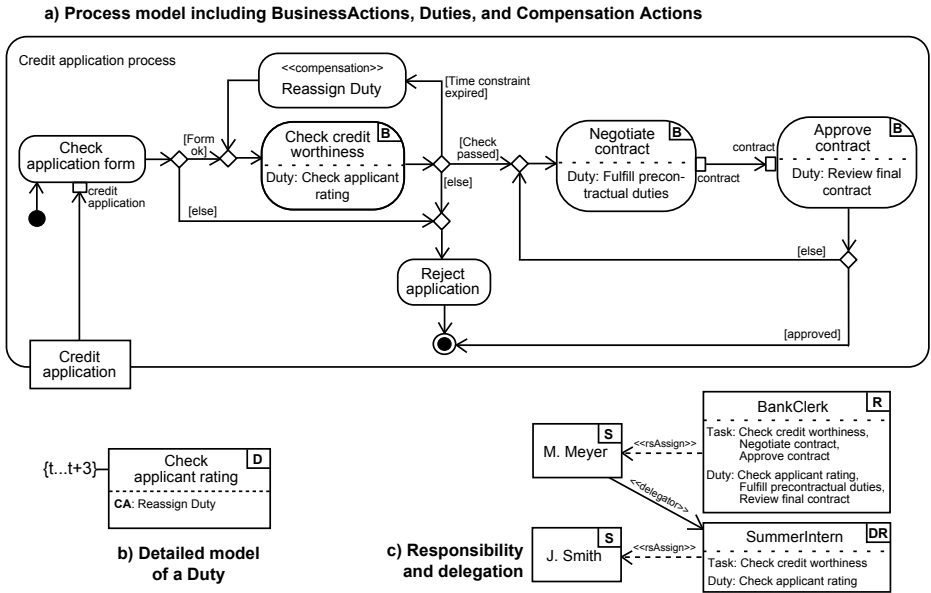 a) Process model including BusinessActions, Duties, and Compensation Actions
Credit application process
<<compensation>>
Reassign Duty
[Time constraint
expired]
Check
application form
[Form
ok]
Check credit
worthiness
B
Duty: Check applicant
rating
[Check
passed]
Negotiate
contract
B
Duty: Fulfill precon-
tractual duties
contract
contract
Approve
contract
B
Duty: Review final
contract
credit
application
[else]
[else]
[else]
Reject
application
[approved]
Credit
application
{t...t+3}
Check
applicant rating
D
CA: Reassign Duty
b) Detailed model
of a Duty
M. Meyer
S
<<rsAssign>>
BankClerk
R
Task: Check credit worthiness,
Negotiate contract,
Approve contract
Duty: Check applicant rating,
Fulfill precontractual duties,
Review final contract
<<delegator>>
c) Responsibility
and delegation
J. Smith
S
<<rsAssign>>
SummerIntern
DR
Task: Check credit worthiness
Duty: Check applicant rating